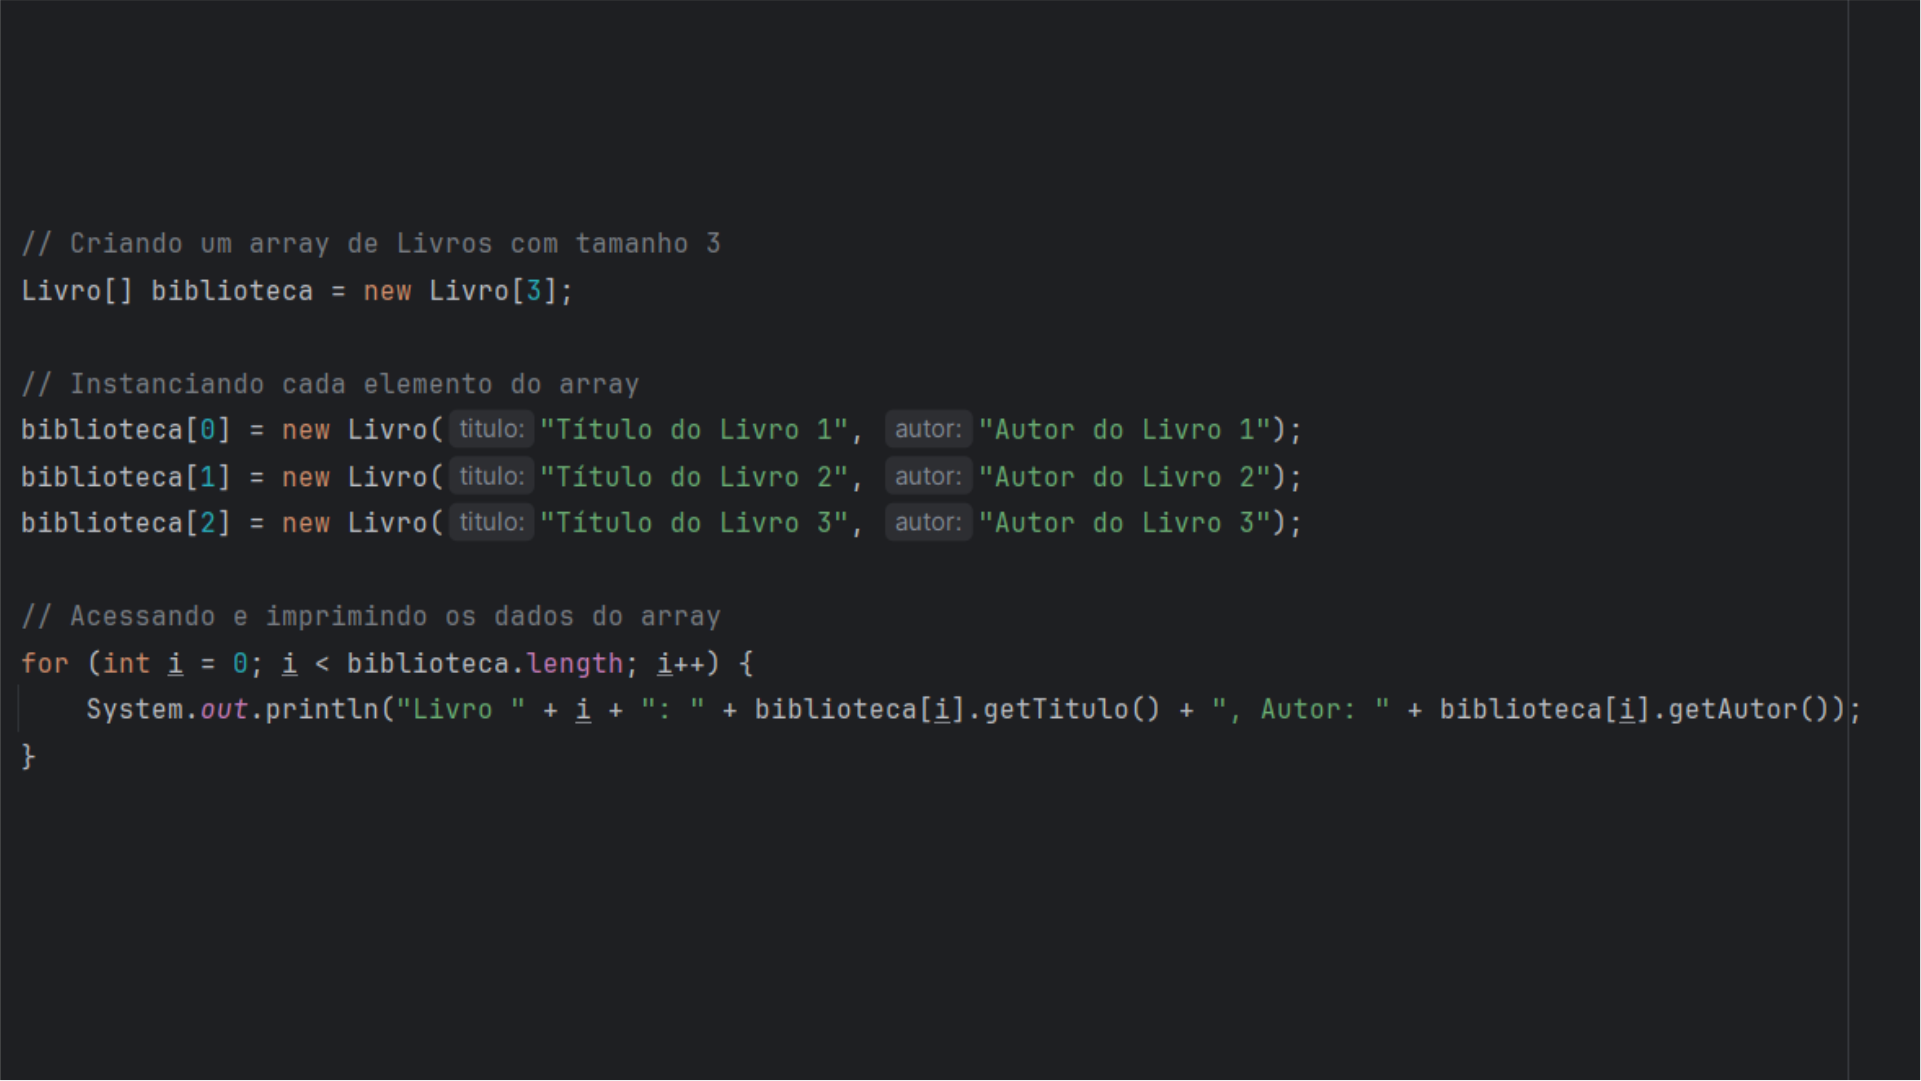 // Criando um array de Livros com tamanho 3
Livro[] biblioteca = new Livro[3];
// Instanciando cada elemento do array
biblioteca[0] = new Livro( titulo: "Título do Livro 1", autor: "Autor do Livro 1");
biblioteca[1] = new Livro( titulo: "Título do Livro 2", autor: "Autor do Livro 2");
biblioteca[2] = new Livro( titulo: "Título do Livro 3", autor: "Autor do Livro 3");
// Acessando e imprimindo os dados do array
for (int i = 0; i < biblioteca.length; i++) {
    System.out.println("Livro " + i + ": " + biblioteca[i].getTitulo() + ", Autor: " + biblioteca[i].getAutor());
}